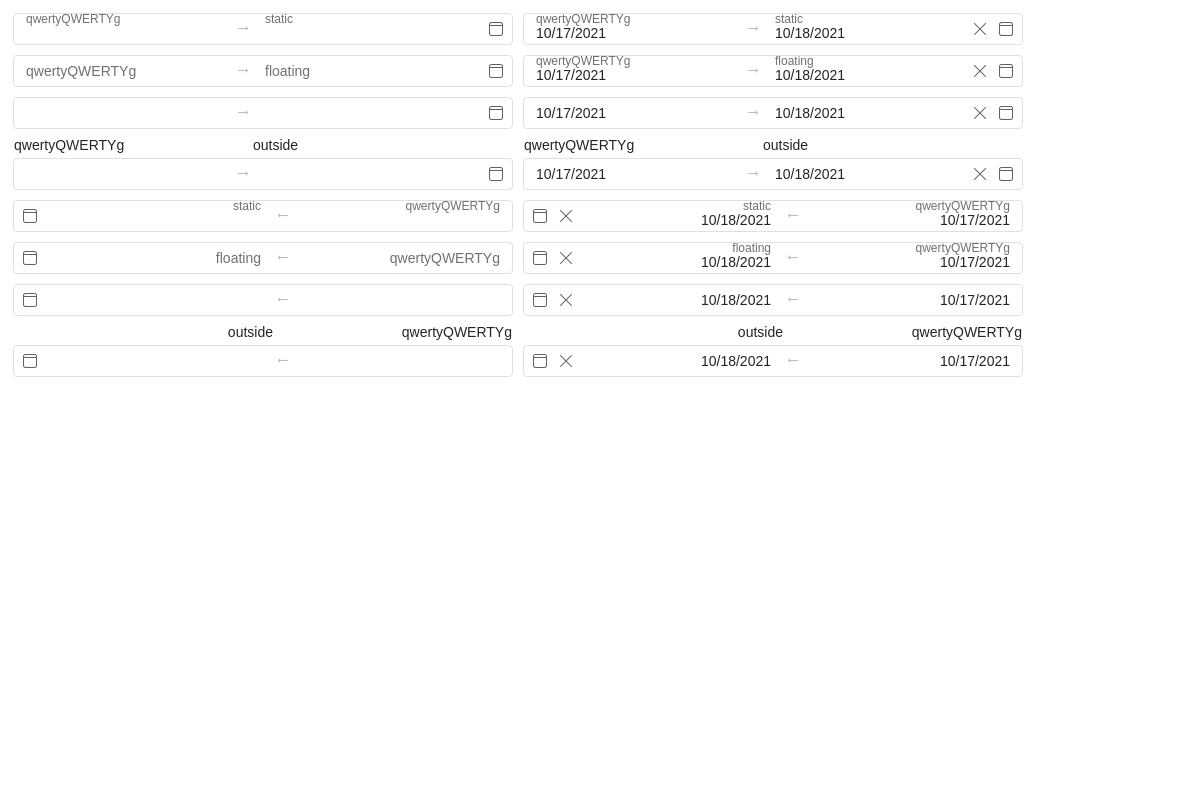 qwertyQWERTYg → static qwertyQWERTYg → static
10/17/2021 10/18/2021
qwertyQWERTYg → floating qwertyQWERTYg → floating
10/17/2021 10/18/2021
→ 10/17/2021 → 10/18/2021
qwertyQWERTYg outside qwertyQWERTYg outside
→ 10/17/2021 → 10/18/2021
static ← qwertyQWERTYg static ← qwertyQWERTYg
10/18/2021 10/17/2021
floating ← qwertyQWERTYg floating ← qwertyQWERTYg
10/18/2021 10/17/2021
← 10/18/2021 ← 10/17/2021
outside qwertyQWERTYg outside qwertyQWERTYg
← 10/18/2021 ← 10/17/2021